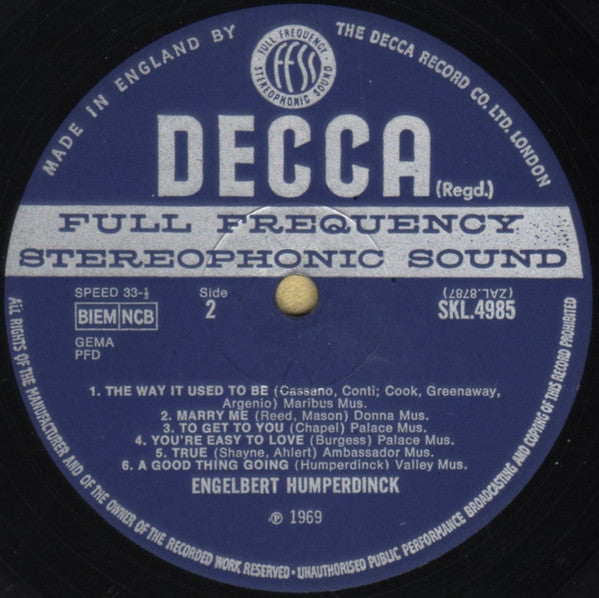 MADE IN ENGLAND BY
THE DECCA RECORD CO. LTD. LONDON
FULL FREQUENCY
FFSS
STEREOPHONIC SOUND
DECCA (Regd.)
FULL FREQUENCY
STEREOPHONIC SOUND
SPEED 33-⅓
Side
2
(ZAL.8787)
SKL.4985
BIEM NCB
GEMA
PFD
1. THE WAY IT USED TO BE (Cassano, Conti; Cook, Greenaway,
Argenio) Maribus Mus.
2. MARRY ME (Reed, Mason) Donna Mus.
3. TO GET TO YOU (Chapel) Palace Mus.
4. YOU'RE EASY TO LOVE (Burgess) Palace Mus.
5. TRUE (Shayne, Ahlert) Ambassador Mus.
6. A GOOD THING GOING (Humperdinck) Valley Mus.
ENGELBERT HUMPERDINCK
℗ 1969
ALL RIGHTS OF THE MANUFACTURER AND OF THE OWNER OF THE RECORDED WORK RESERVED • UNAUTHORISED PUBLIC PERFORMANCE BROADCASTING AND COPYING OF THIS RECORD PROHIBITED